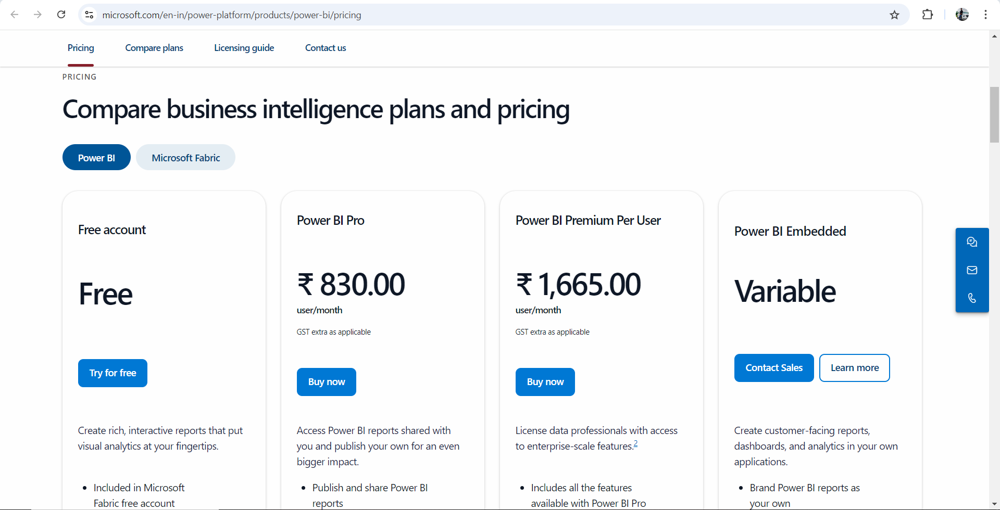 microsoft.com/en-in/power-platform/products/power-bi/pricing
Pricing
Compare plans
Licensing guide
Contact us
PRICING
Compare business intelligence plans and pricing
Power BI
Microsoft Fabric
Free account
Free
Try for free
Create rich, interactive reports that put
visual analytics at your fingertips.
• Included in Microsoft
Fabric free account
Power BI Pro
₹ 830.00
user/month
GST extra as applicable
Buy now
Access Power BI reports shared with
you and publish your own for an even
bigger impact.
• Publish and share Power BI
reports
Power BI Premium Per User
₹ 1,665.00
user/month
GST extra as applicable
Buy now
License data professionals with access
to enterprise-scale features.2
• Includes all the features
available with Power BI Pro
Power BI Embedded
Variable
Contact Sales
Learn more
Create customer-facing reports,
dashboards, and analytics in your own
applications.
• Brand Power BI reports as
your own